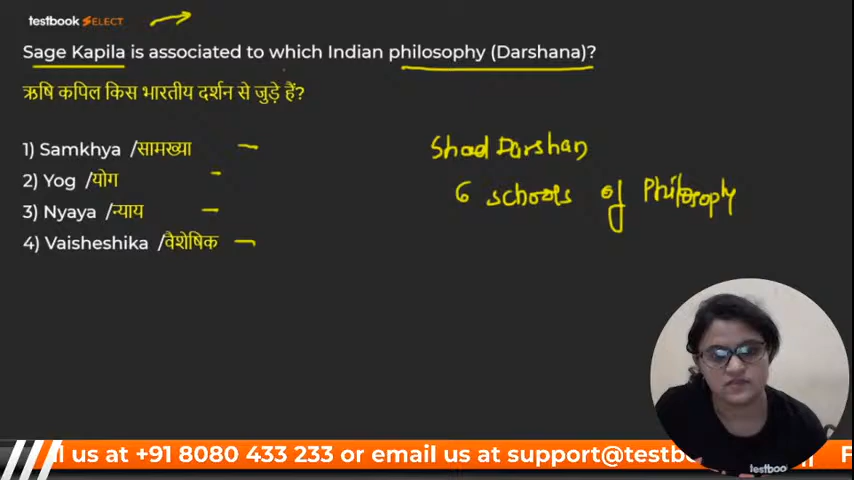 testbook SELECT
Sage Kapila is associated to which Indian philosophy (Darshana)?
ऋषि कपिल किस भारतीय दर्शन से जुड़े हैं?
1) Samkhya /सामख्या
2) Yog /योग
3) Nyaya /न्याय
4) Vaisheshika /वैशेषिक
Shad Darshan
6 schools of Philosophy
testbook
us at +91 8080 433 233 or email us at support@testb